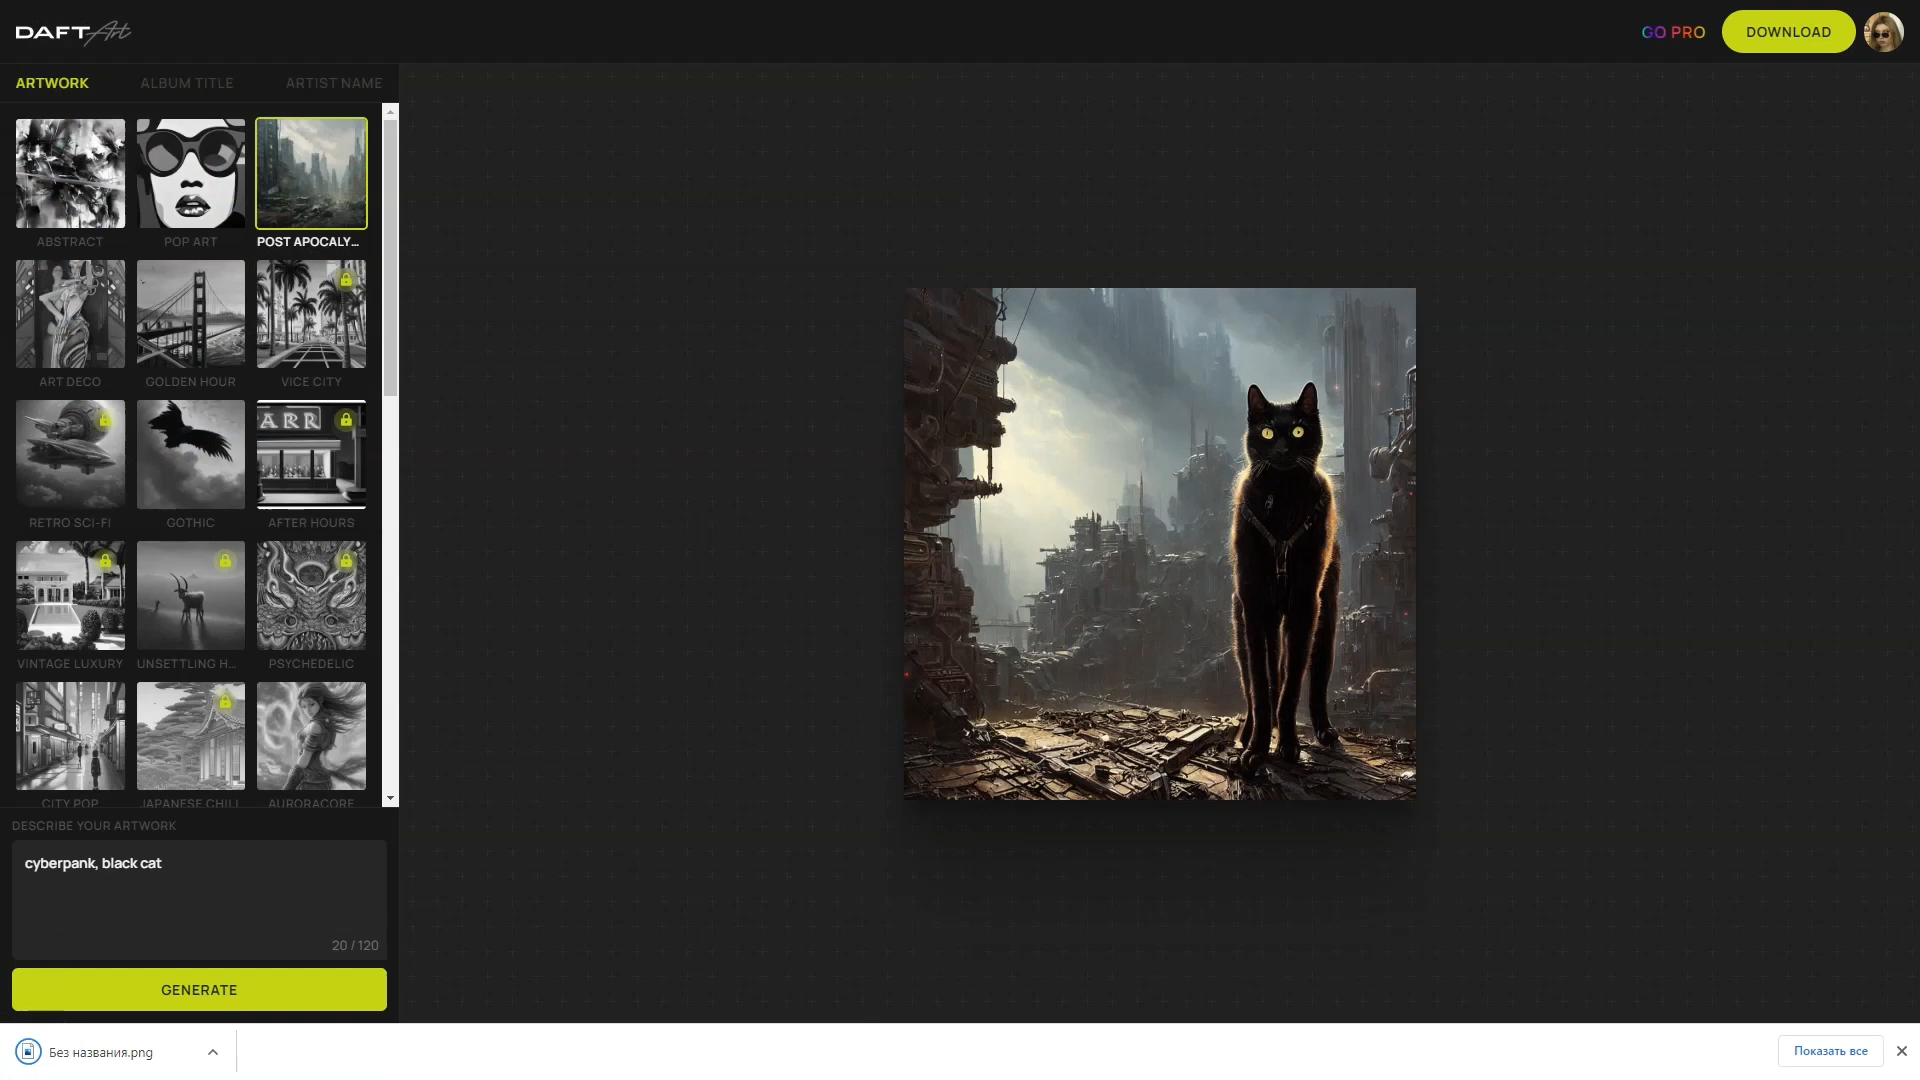 DAFT Art
GO PRO
DOWNLOAD
ARTWORK
ALBUM TITLE
ARTIST NAME
ABSTRACT
POP ART
POST APOCALY...
ART DECO
GOLDEN HOUR
VICE CITY
ARR
RETRO SCI-FI
GOTHIC
AFTER HOURS
VINTAGE LUXURY
UNSETTLING H...
PSYCHEDELIC
CITY POP
JAPANESE CHILL
AURORACORE
DESCRIBE YOUR ARTWORK
cyberpank, black cat
20 / 120
GENERATE
Без названия.png
Показать все